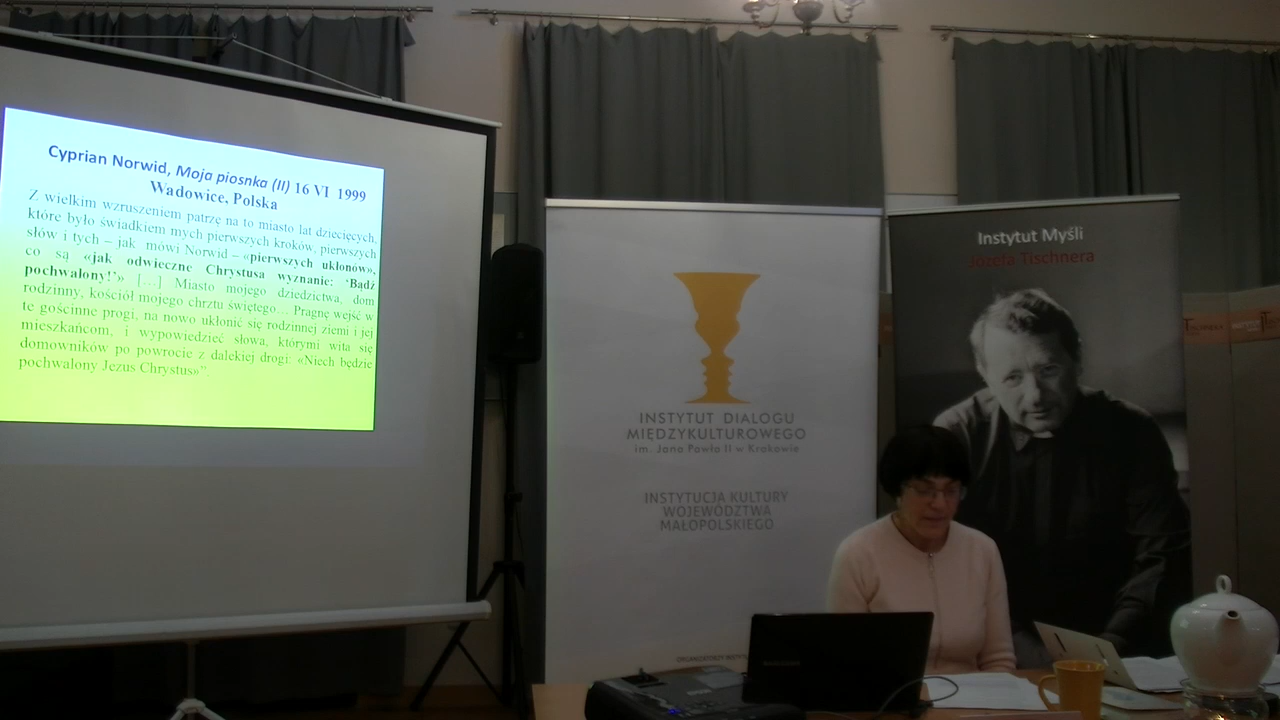 Cyprian Norwid, Moja piosnka (II) 16 VI 1999
Wadowice, Polska
Z wielkim wzruszeniem patrzę na to miasto lat dziecięcych,
które było świadkiem mych pierwszych kroków, pierwszych
słów i tych – jak mówi Norwid – «pierwszych ukłonów»,
co są «jak odwieczne Chrystusa wyznanie: ‘Bądź
pochwalony!’» [...] Miasto mojego dziedzictwa, dom
rodzinny, kościół mojego chrztu świętego... Pragnę wejść w
te gościnne progi, na nowo ukłonić się rodzinnej ziemi i jej
mieszkańcom, i wypowiedzieć słowa, którymi wita się
domowników po powrocie z dalekiej drogi: «Niech będzie
pochwalony Jezus Chrystus»”.
INSTYTUT DIALOGU
MIĘDZYKULTUROWEGO
im. Jana Pawła II w Krakowie
INSTYTUCJA KULTURY
WOJEWÓDZTWA
MAŁOPOLSKIEGO
Instytut Myśli
Józefa Tischnera